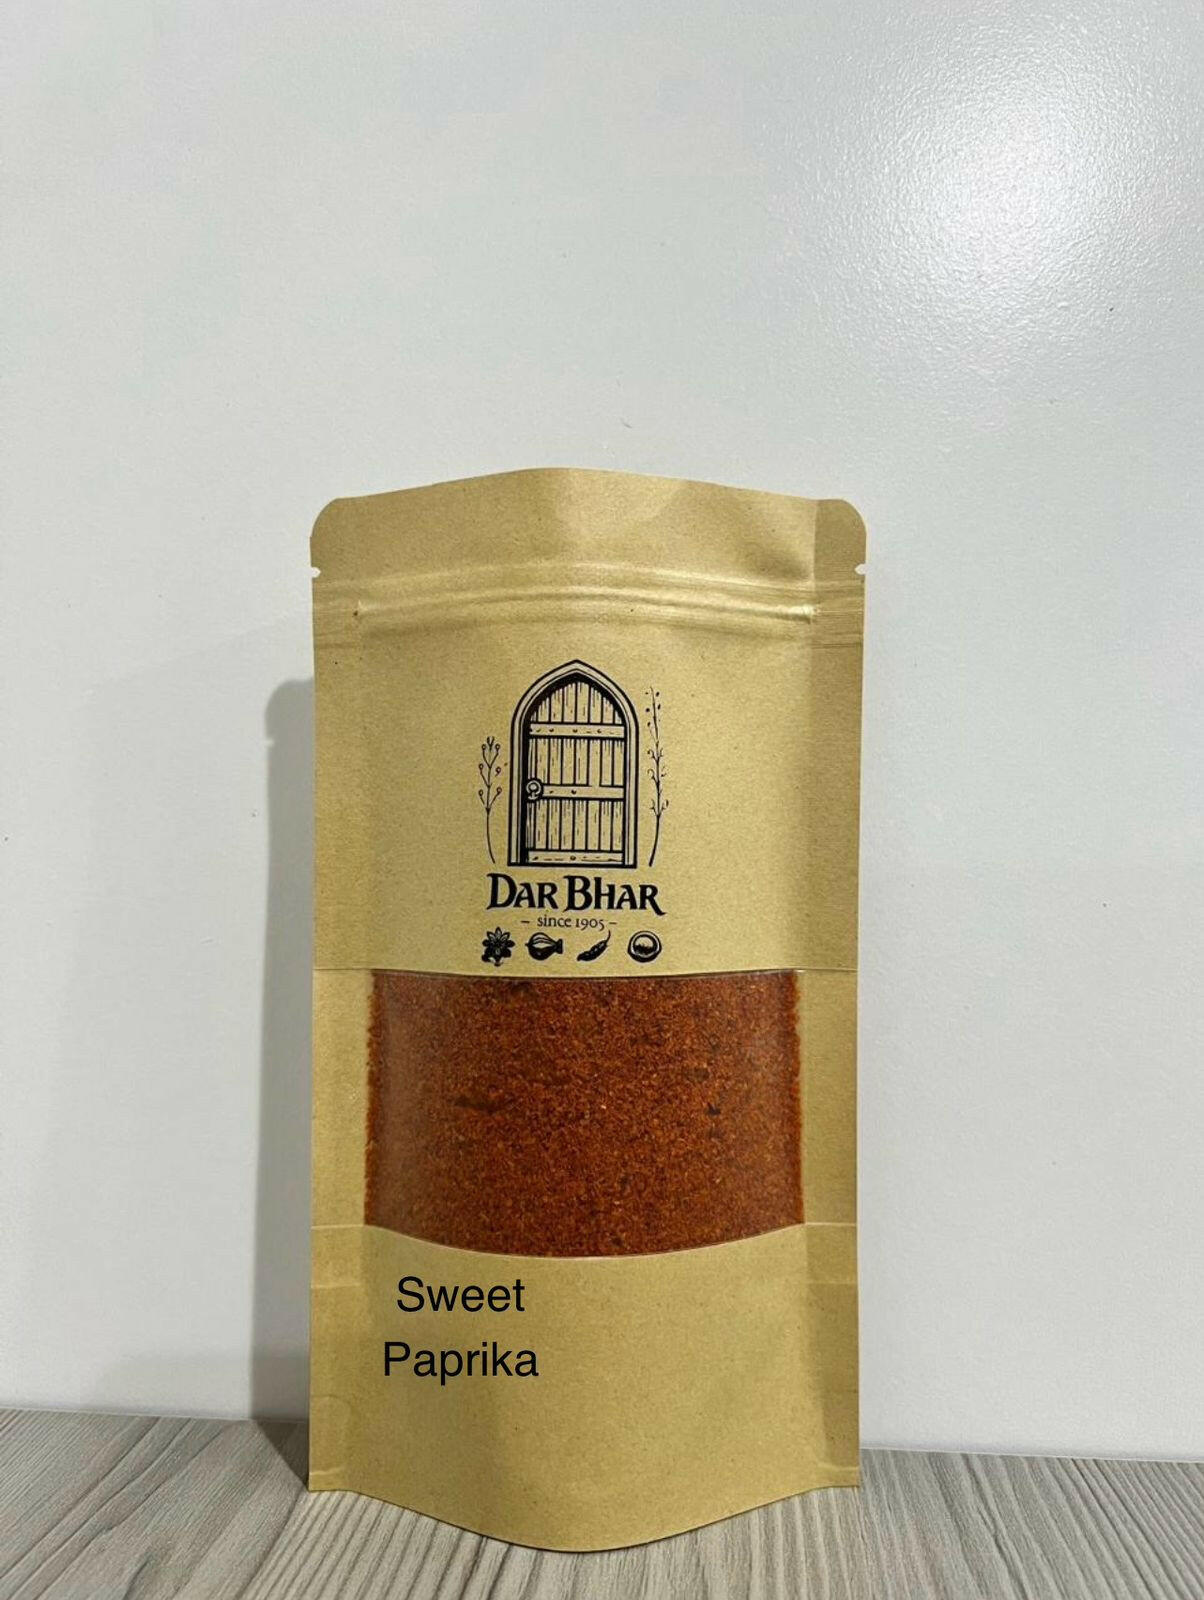 DAR BHAR
– since 1905 –
Sweet
Paprika